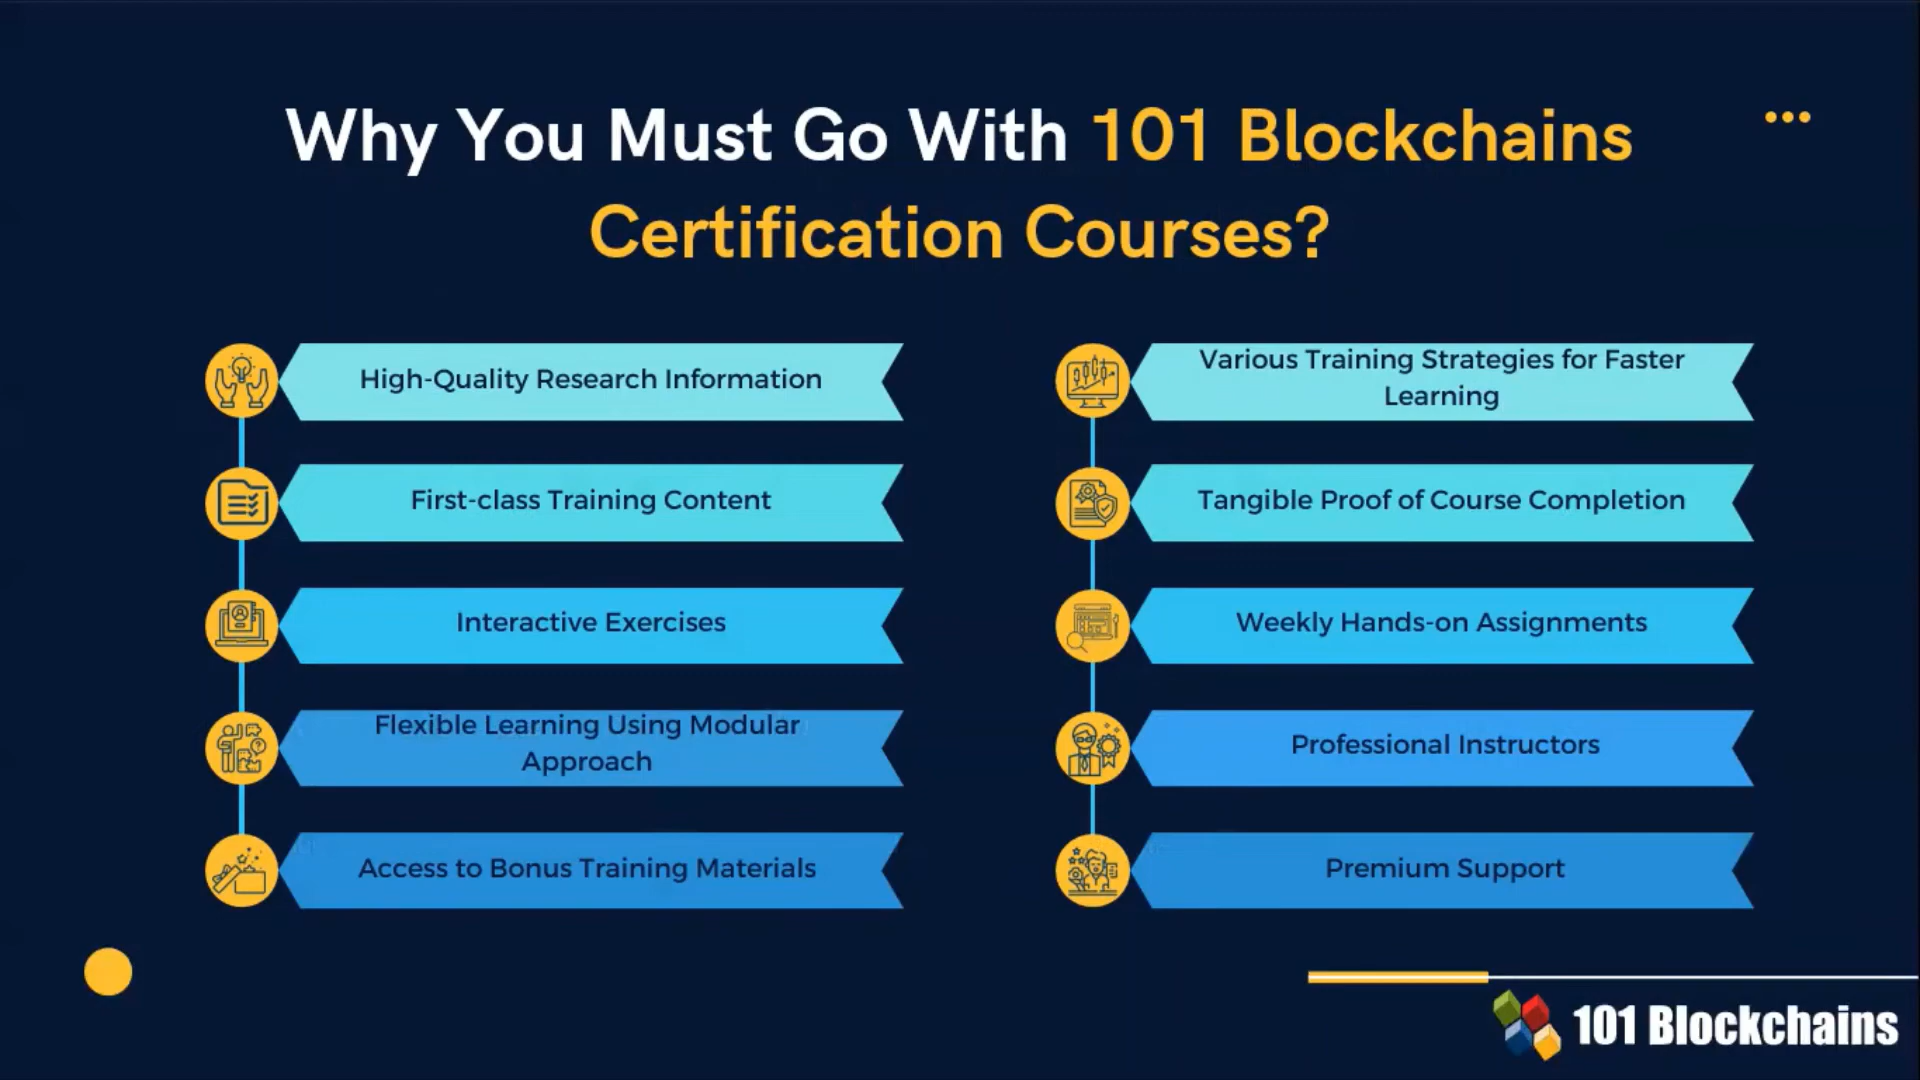 Why You Must Go With 101 Blockchains
Certification Courses?
High-Quality Research Information
First-class Training Content
Interactive Exercises
Flexible Learning Using Modular
Approach
Access to Bonus Training Materials
Various Training Strategies for Faster
Learning
Tangible Proof of Course Completion
Weekly Hands-on Assignments
Professional Instructors
Premium Support
101 Blockchains